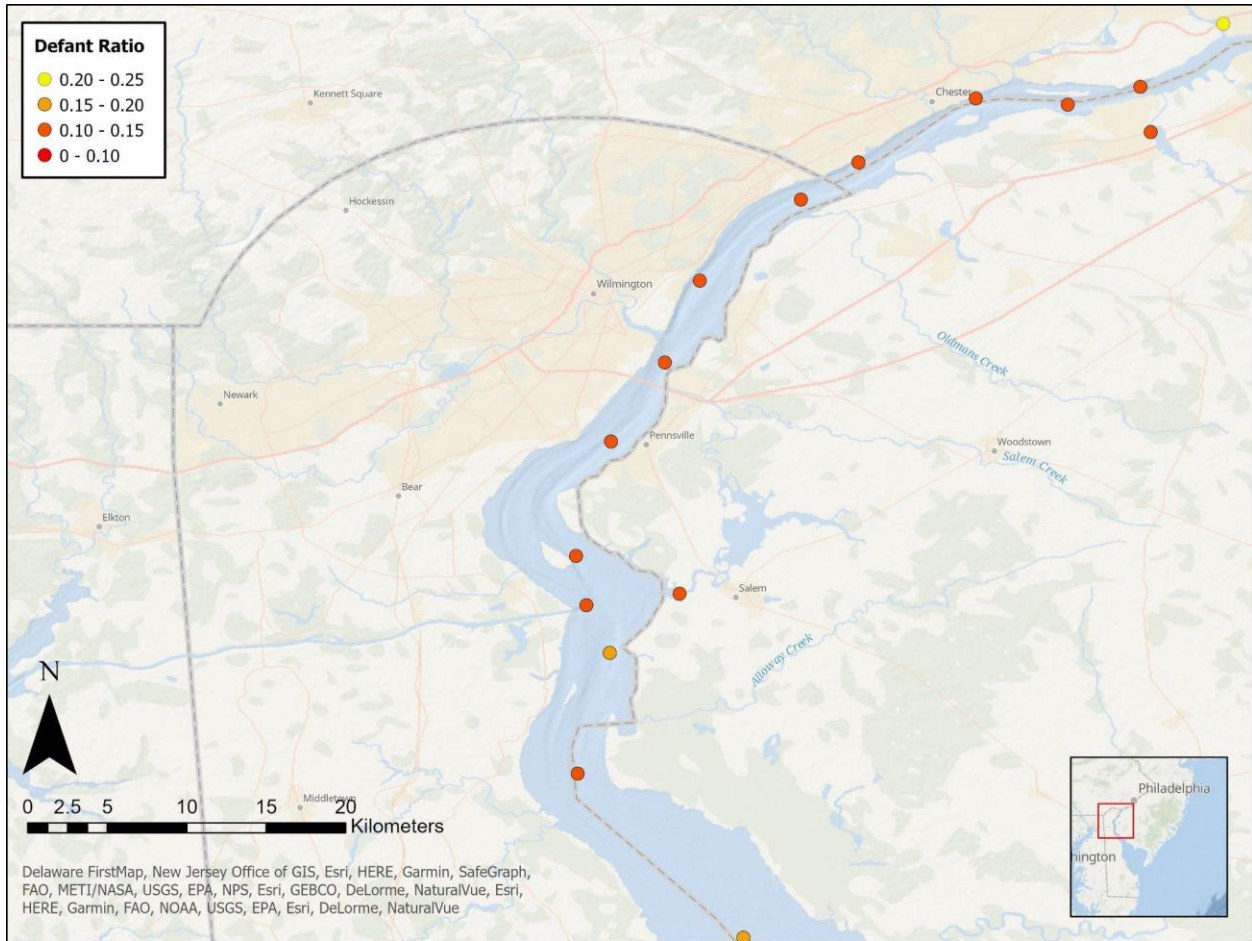 Defant Ratio
0.20 - 0.25
0.15 - 0.20
0.10 - 0.15
0 - 0.10
Kennett Square
Chester
Hockessin
Wilmington
Oldmans Creek
Newark
Pennsville
Woodstown
Salem Creek
Bear
Elkton
Salem
Alloway Creek
N
Middletown
0 2.5 5 10 15 20
Kilometers
Philadelphia
hington
Delaware FirstMap, New Jersey Office of GIS, Esri, HERE, Garmin, SafeGraph,
FAO, METI/NASA, USGS, EPA, NPS, Esri, GEBCO, DeLorme, NaturalVue, Esri,
HERE, Garmin, FAO, NOAA, USGS, EPA, Esri, DeLorme, NaturalVue